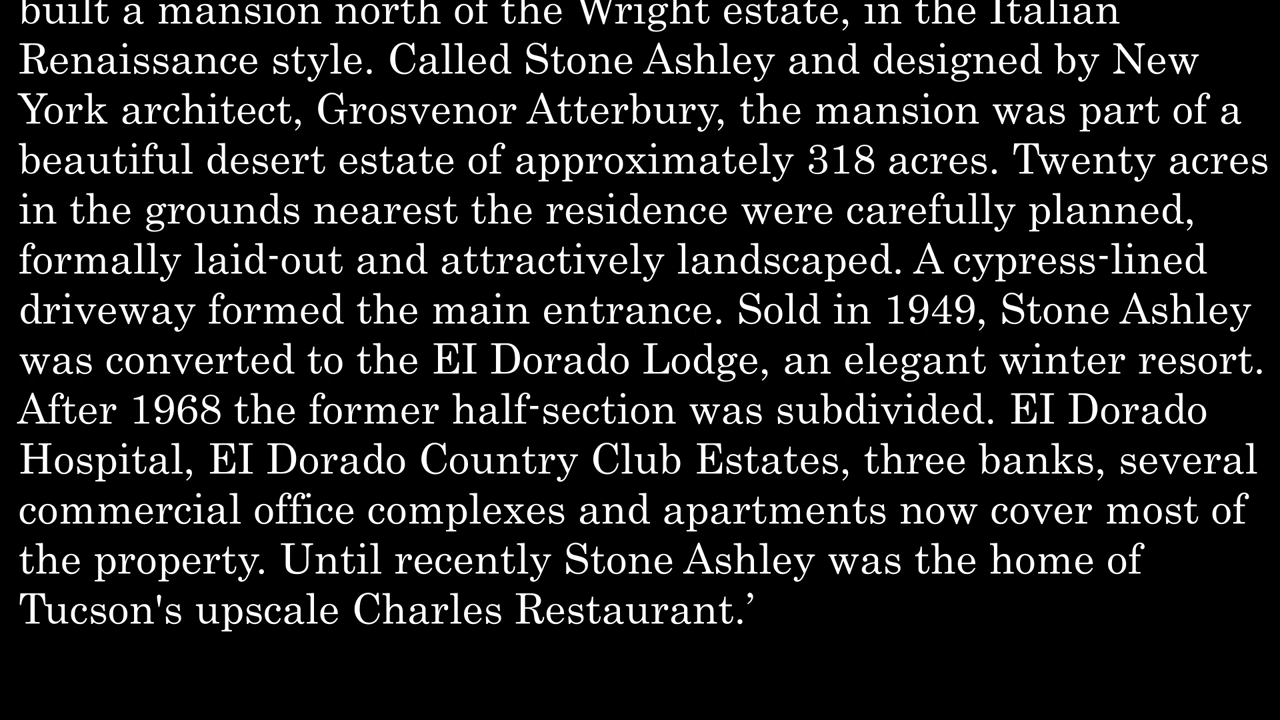 built a mansion north of the Wright estate, in the Italian
Renaissance style. Called Stone Ashley and designed by New
York architect, Grosvenor Atterbury, the mansion was part of a
beautiful desert estate of approximately 318 acres. Twenty acres
in the grounds nearest the residence were carefully planned,
formally laid-out and attractively landscaped. A cypress-lined
driveway formed the main entrance. Sold in 1949, Stone Ashley
was converted to the EI Dorado Lodge, an elegant winter resort.
After 1968 the former half-section was subdivided. EI Dorado
Hospital, EI Dorado Country Club Estates, three banks, several
commercial office complexes and apartments now cover most of
the property. Until recently Stone Ashley was the home of
Tucson's upscale Charles Restaurant.’